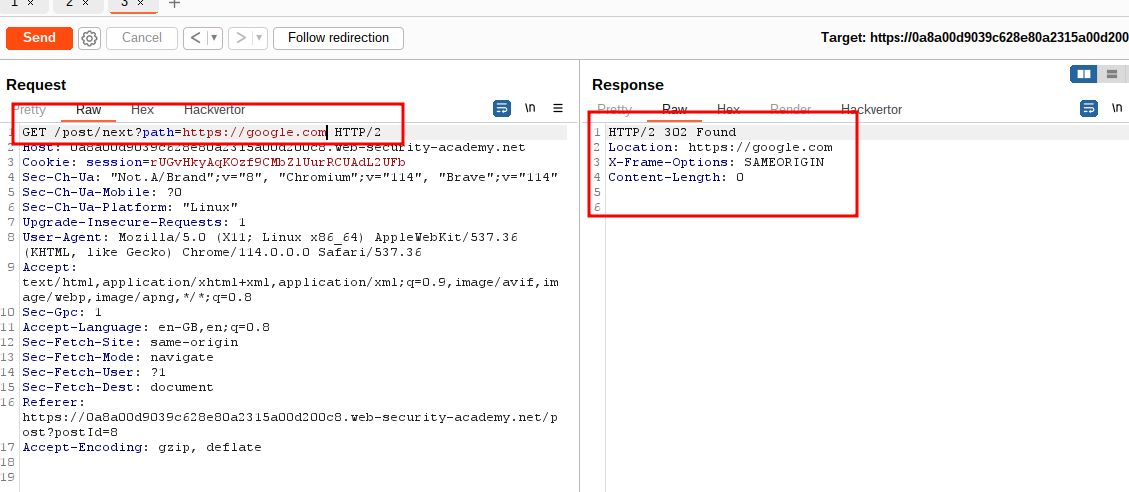 1 × 2 × 3 × +
Send Cancel < ▼ > ▼ Follow redirection Target: https://0a8a00d9039c628e80a2315a00d200
Request
Pretty Raw Hex Hackvertor \n
1 GET /post/next?path=https://google.com HTTP/2
2 Host: 0a8a00d9039c628e80a2315a00d200c8.web-security-academy.net
3 Cookie: session=rUGvHkyAqKOzf9CMbZlUurRCUAdL2UFb
4 Sec-Ch-Ua: "Not.A/Brand";v="8", "Chromium";v="114", "Brave";v="114"
5 Sec-Ch-Ua-Mobile: ?0
6 Sec-Ch-Ua-Platform: "Linux"
7 Upgrade-Insecure-Requests: 1
8 User-Agent: Mozilla/5.0 (X11; Linux x86_64) AppleWebKit/537.36
(KHTML, like Gecko) Chrome/114.0.0.0 Safari/537.36
9 Accept:
text/html,application/xhtml+xml,application/xml;q=0.9,image/avif,im
age/webp,image/apng,*/*;q=0.8
10 Sec-Gpc: 1
11 Accept-Language: en-GB,en;q=0.8
12 Sec-Fetch-Site: same-origin
13 Sec-Fetch-Mode: navigate
14 Sec-Fetch-User: ?1
15 Sec-Fetch-Dest: document
16 Referer:
https://0a8a00d9039c628e80a2315a00d200c8.web-security-academy.net/p
ost?postId=8
17 Accept-Encoding: gzip, deflate
18
19
Response
Pretty Raw Hex Render Hackvertor \n
1 HTTP/2 302 Found
2 Location: https://google.com
3 X-Frame-Options: SAMEORIGIN
4 Content-Length: 0
5
6